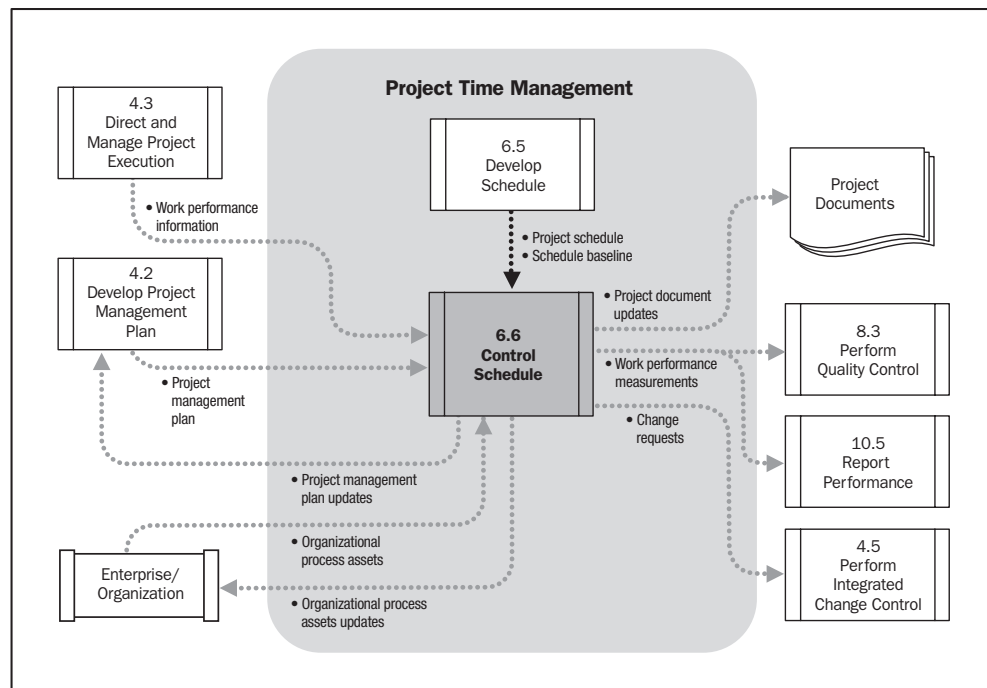 Project Time Management
4.3
Direct and
Manage Project
Execution
6.5
Develop
Schedule
Project
Documents
• Work performance
information
• Project schedule
• Schedule baseline
4.2
Develop Project
Management
Plan
• Project document
updates
6.6
Control
Schedule
8.3
Perform
Quality Control
• Project
management
plan
• Work performance
measurements
• Change
requests
10.5
Report
Performance
• Project management
plan updates
• Organizational
process assets
4.5
Perform
Integrated
Change Control
Enterprise/
Organization
• Organizational process
assets updates